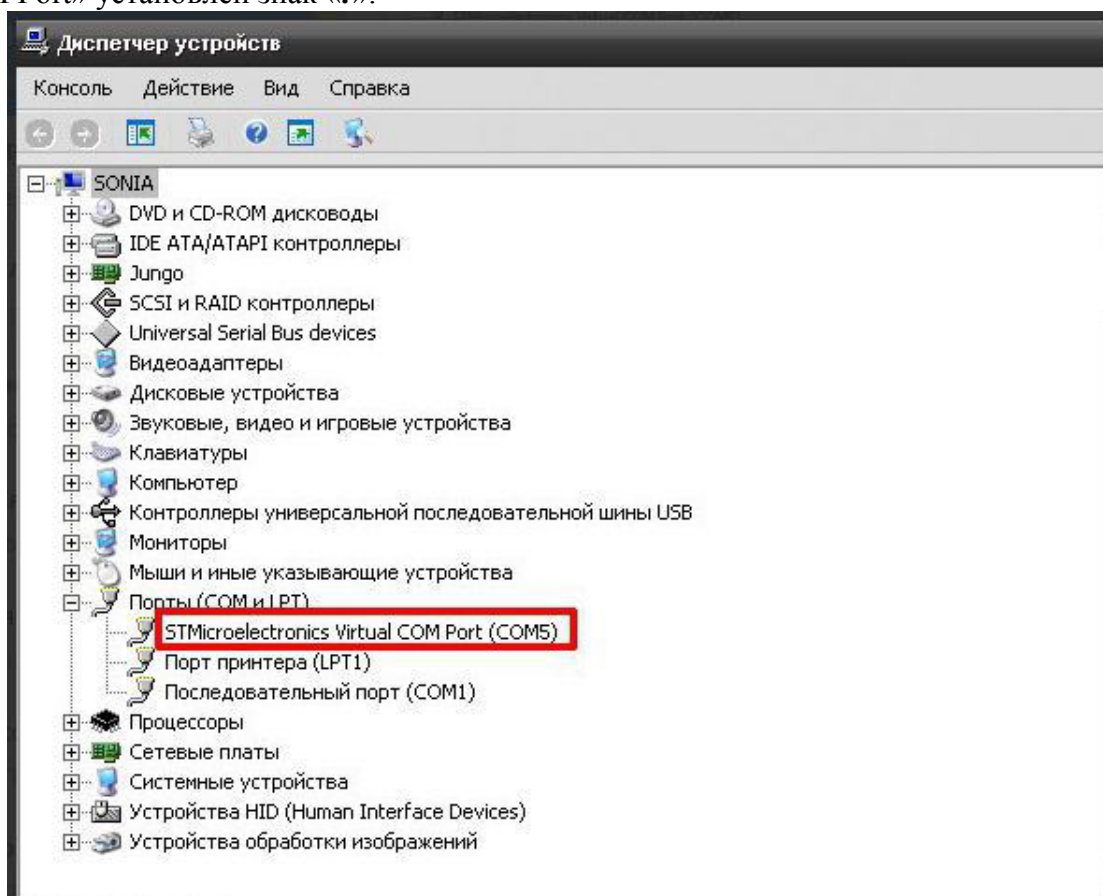 Port» установлен знак «!».
Диспетчер устройств
Консоль Действие Вид Справка
SONIA
DVD и CD-ROM дисководы
IDE ATA/ATAPI контроллеры
Jungo
SCSI и RAID контроллеры
Universal Serial Bus devices
Видеоадаптеры
Дисковые устройства
Звуковые, видео и игровые устройства
Клавиатуры
Компьютер
Контроллеры универсальной последовательной шины USB
Мониторы
Мыши и иные указывающие устройства
Порты (COM и LPT)
STMicroelectronics Virtual COM Port (COM5)
Порт принтера (LPT1)
Последовательный порт (COM1)
Процессоры
Сетевые платы
Системные устройства
Устройства HID (Human Interface Devices)
Устройства обработки изображений